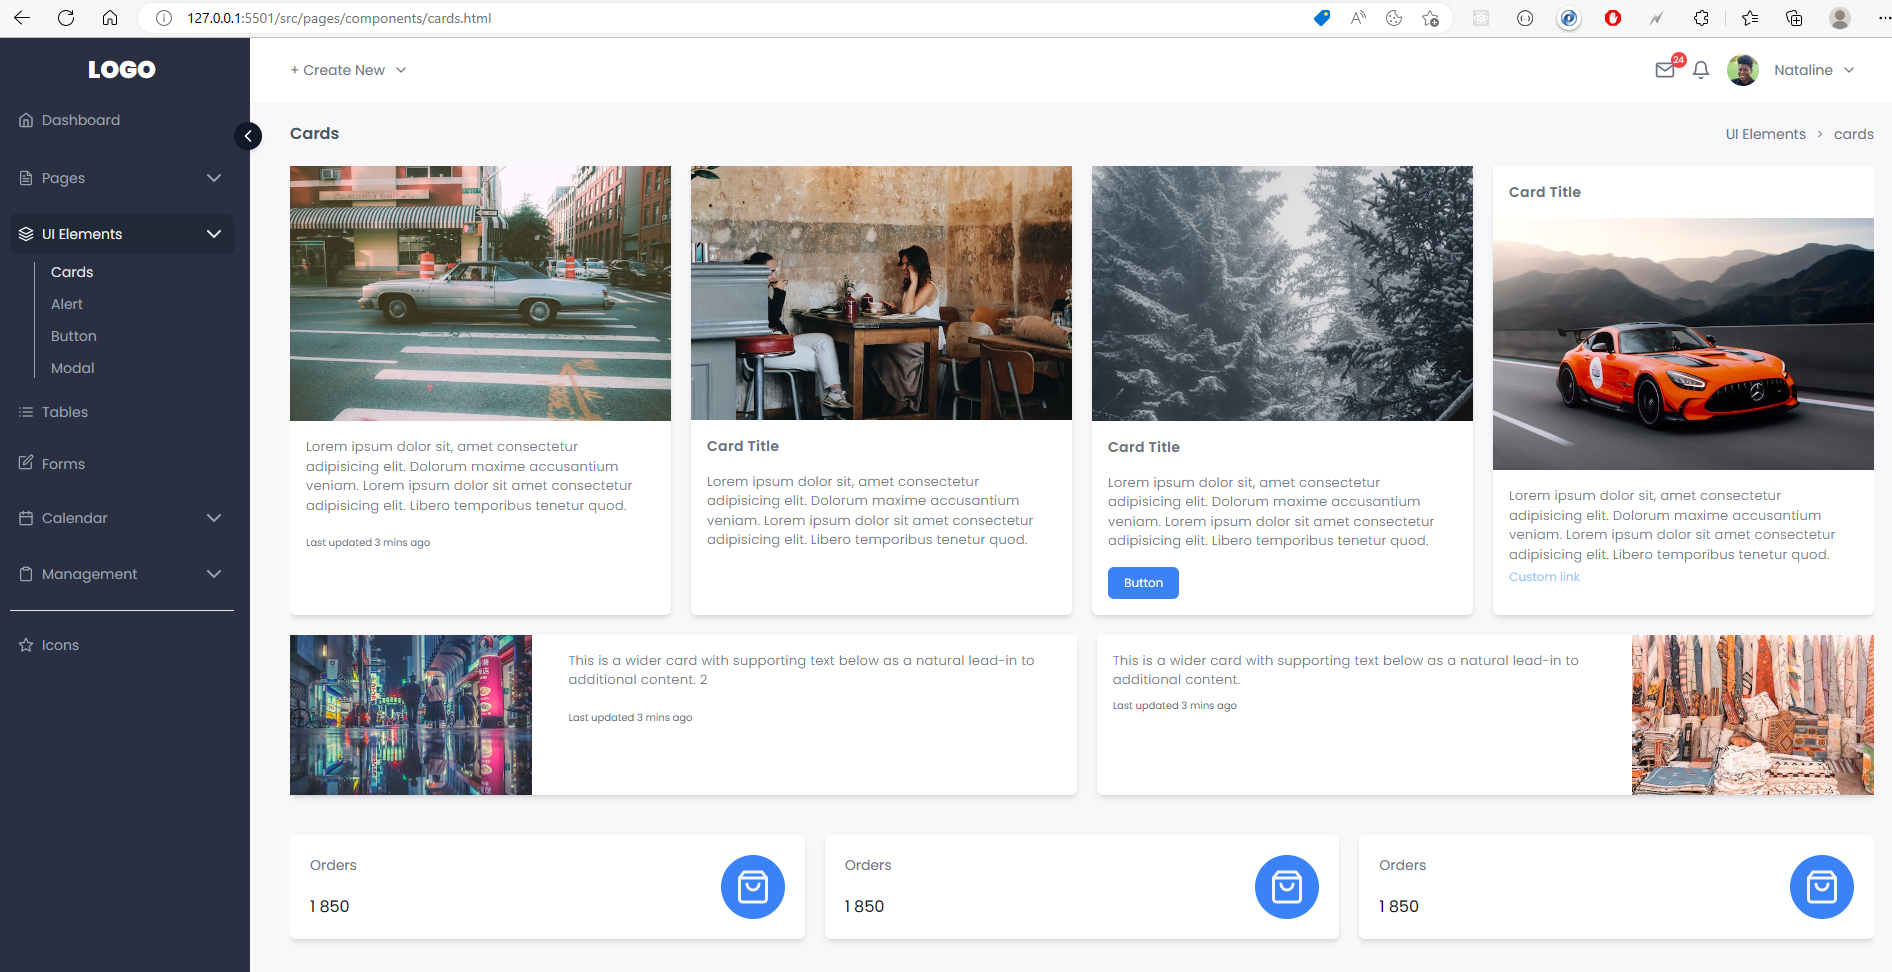 127.0.0.1:5501/src/pages/components/cards.html
LOGO
+ Create New
24
Nataline
Dashboard
Pages
UI Elements
Cards
Alert
Button
Modal
Tables
Forms
Calendar
Management
Icons
Cards
UI Elements > cards
Lorem ipsum dolor sit, amet consectetur
adipisicing elit. Dolorum maxime accusantium
veniam. Lorem ipsum dolor sit amet consectetur
adipisicing elit. Libero temporibus tenetur quod.
Last updated 3 mins ago
Card Title
Lorem ipsum dolor sit, amet consectetur
adipisicing elit. Dolorum maxime accusantium
veniam. Lorem ipsum dolor sit amet consectetur
adipisicing elit. Libero temporibus tenetur quod.
Card Title
Lorem ipsum dolor sit, amet consectetur
adipisicing elit. Dolorum maxime accusantium
veniam. Lorem ipsum dolor sit amet consectetur
adipisicing elit. Libero temporibus tenetur quod.
Button
Card Title
Lorem ipsum dolor sit, amet consectetur
adipisicing elit. Dolorum maxime accusantium
veniam. Lorem ipsum dolor sit amet consectetur
adipisicing elit. Libero temporibus tenetur quod.
Custom link
This is a wider card with supporting text below as a natural lead-in to
additional content. 2
Last updated 3 mins ago
This is a wider card with supporting text below as a natural lead-in to
additional content.
Last updated 3 mins ago
Orders
1 850
Orders
1 850
Orders
1 850